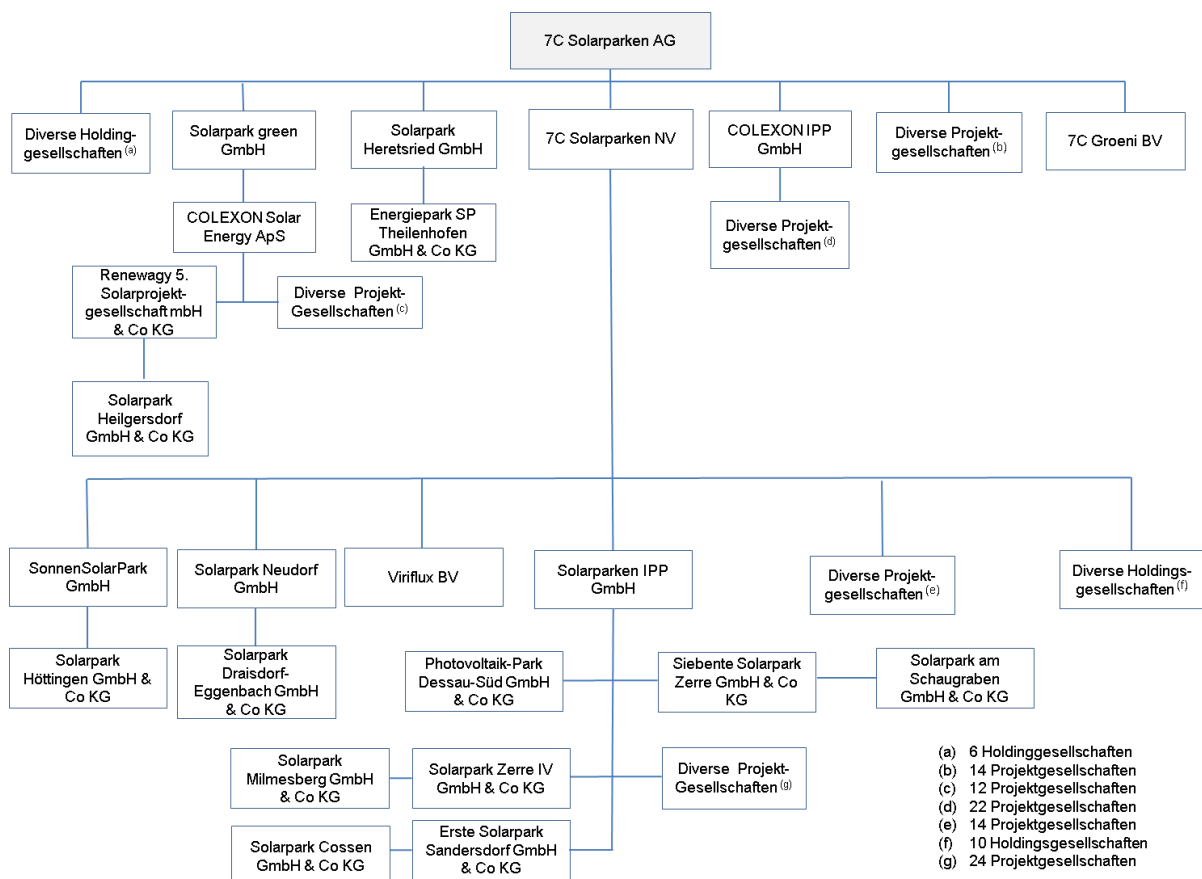 7C Solarparken AG
Diverse Holding-
gesellschaften (a)
Solarpark green
GmbH
Solarpark
Heretsried GmbH
7C Solarparken NV
COLEXON IPP
GmbH
Diverse Projekt-
gesellschaften (b)
7C Groeni BV
COLEXON Solar
Energy ApS
Energiepark SP
Theilenhofen
GmbH & Co KG
Diverse Projekt-
gesellschaften (d)
Renewagy 5.
Solarprojekt-
gesellschaft mbH
& Co KG
Diverse Projekt-
Gesellschaften (c)
Solarpark
Heilgersdorf
GmbH & Co KG
SonnenSolarPark
GmbH
Solarpark Neudorf
GmbH
Viriflux BV
Solarparken IPP
GmbH
Diverse Projekt-
gesellschaften (e)
Diverse Holdings-
gesellschaften (f)
Solarpark
Höttingen GmbH &
Co KG
Solarpark
Draisdorf-
Eggenbach GmbH
& Co KG
Photovoltaik-Park
Dessau-Süd GmbH
& Co KG
Siebente Solarpark
Zerre GmbH & Co
KG
Solarpark am
Schaugraben
GmbH & Co KG
Solarpark
Milmesberg GmbH
& Co KG
Solarpark Zerre IV
GmbH & Co KG
Diverse Projekt-
Gesellschaften (g)
Solarpark Cossen
GmbH & Co KG
Erste Solarpark
Sandersdorf GmbH
& Co KG
(a) 6 Holdinggesellschaften
(b) 14 Projektgesellschaften
(c) 12 Projektgesellschaften
(d) 22 Projektgesellschaften
(e) 14 Projektgesellschaften
(f) 10 Holdingsgesellschaften
(g) 24 Projektgesellschaften